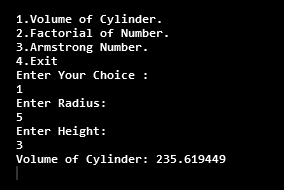 1.Volume of Cylinder.
2.Factorial of Number.
3.Armstrong Number.
4.Exit
Enter Your Choice :
1
Enter Radius:
5
Enter Height:
3
Volume of Cylinder: 235.619449